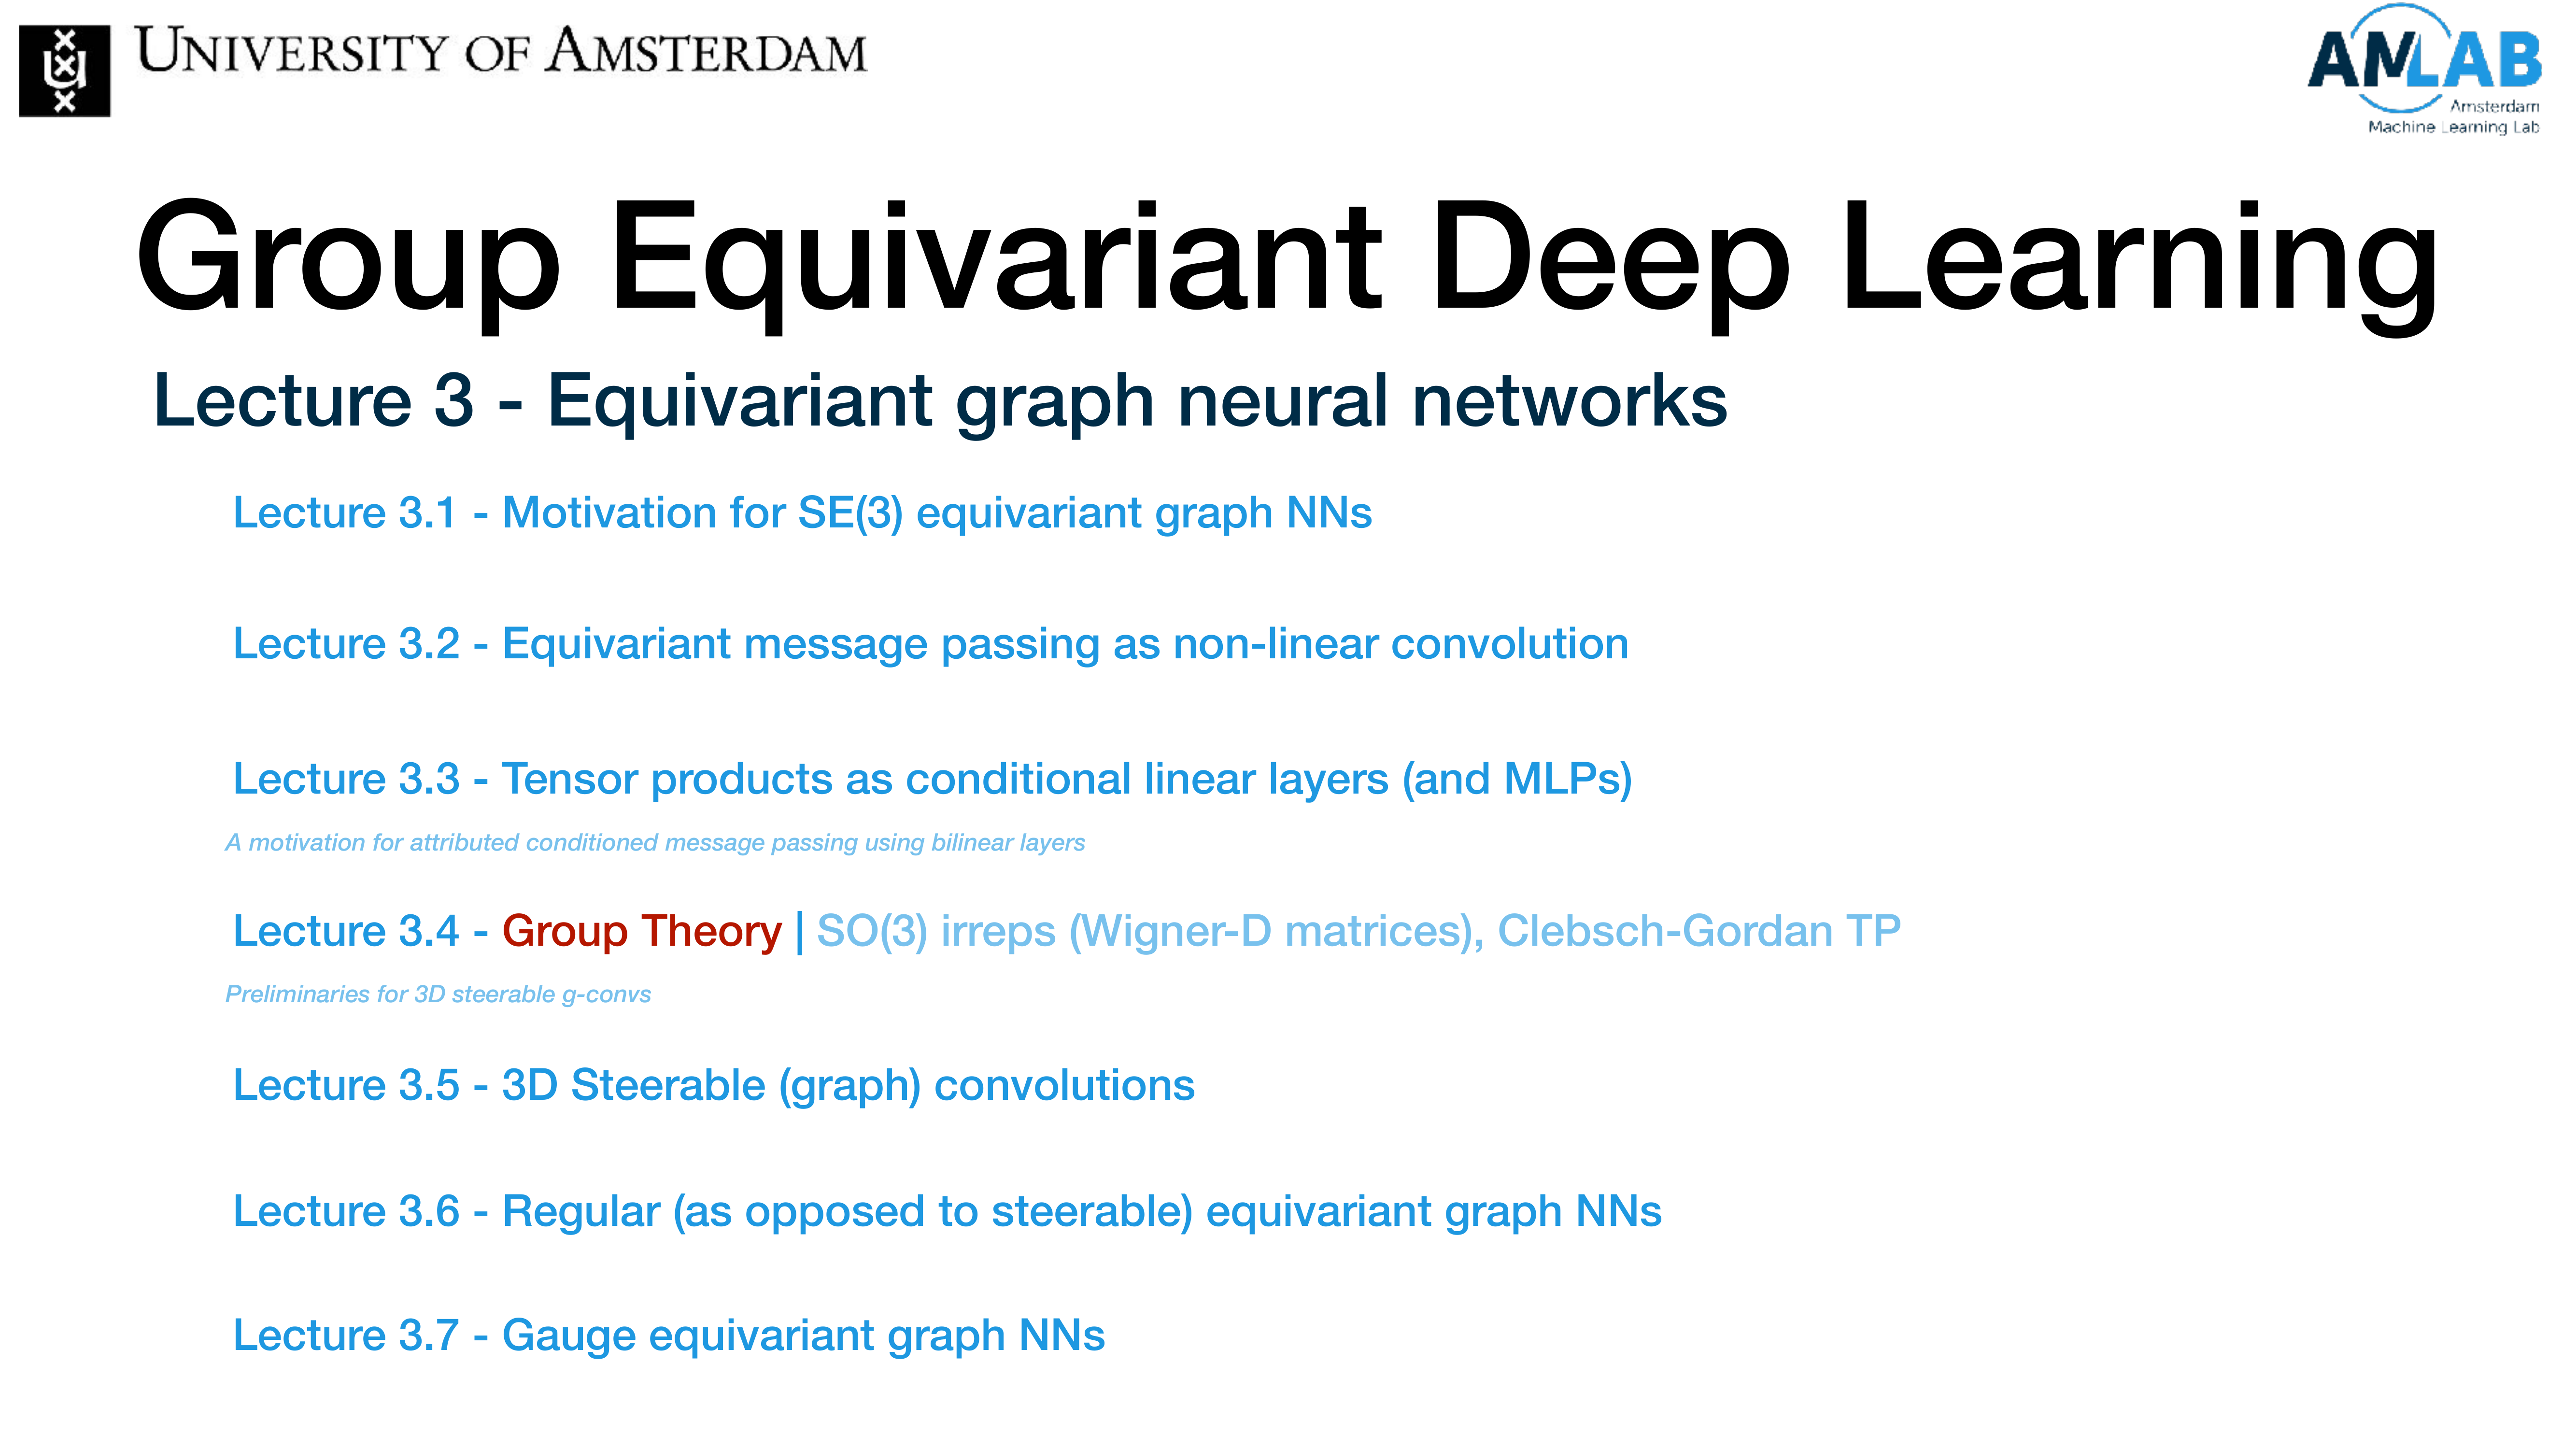 UNIVERSITY OF AMSTERDAM
AMLAB
Amsterdam
Machine Learning Lab
Group Equivariant Deep Learning
Lecture 3 - Equivariant graph neural networks
Lecture 3.1 - Motivation for SE(3) equivariant graph NNs
Lecture 3.2 - Equivariant message passing as non-linear convolution
Lecture 3.3 - Tensor products as conditional linear layers (and MLPs)
A motivation for attributed conditioned message passing using bilinear layers
Lecture 3.4 - Group Theory | SO(3) irreps (Wigner-D matrices), Clebsch-Gordan TP
Preliminaries for 3D steerable g-convs
Lecture 3.5 - 3D Steerable (graph) convolutions
Lecture 3.6 - Regular (as opposed to steerable) equivariant graph NNs
Lecture 3.7 - Gauge equivariant graph NNs